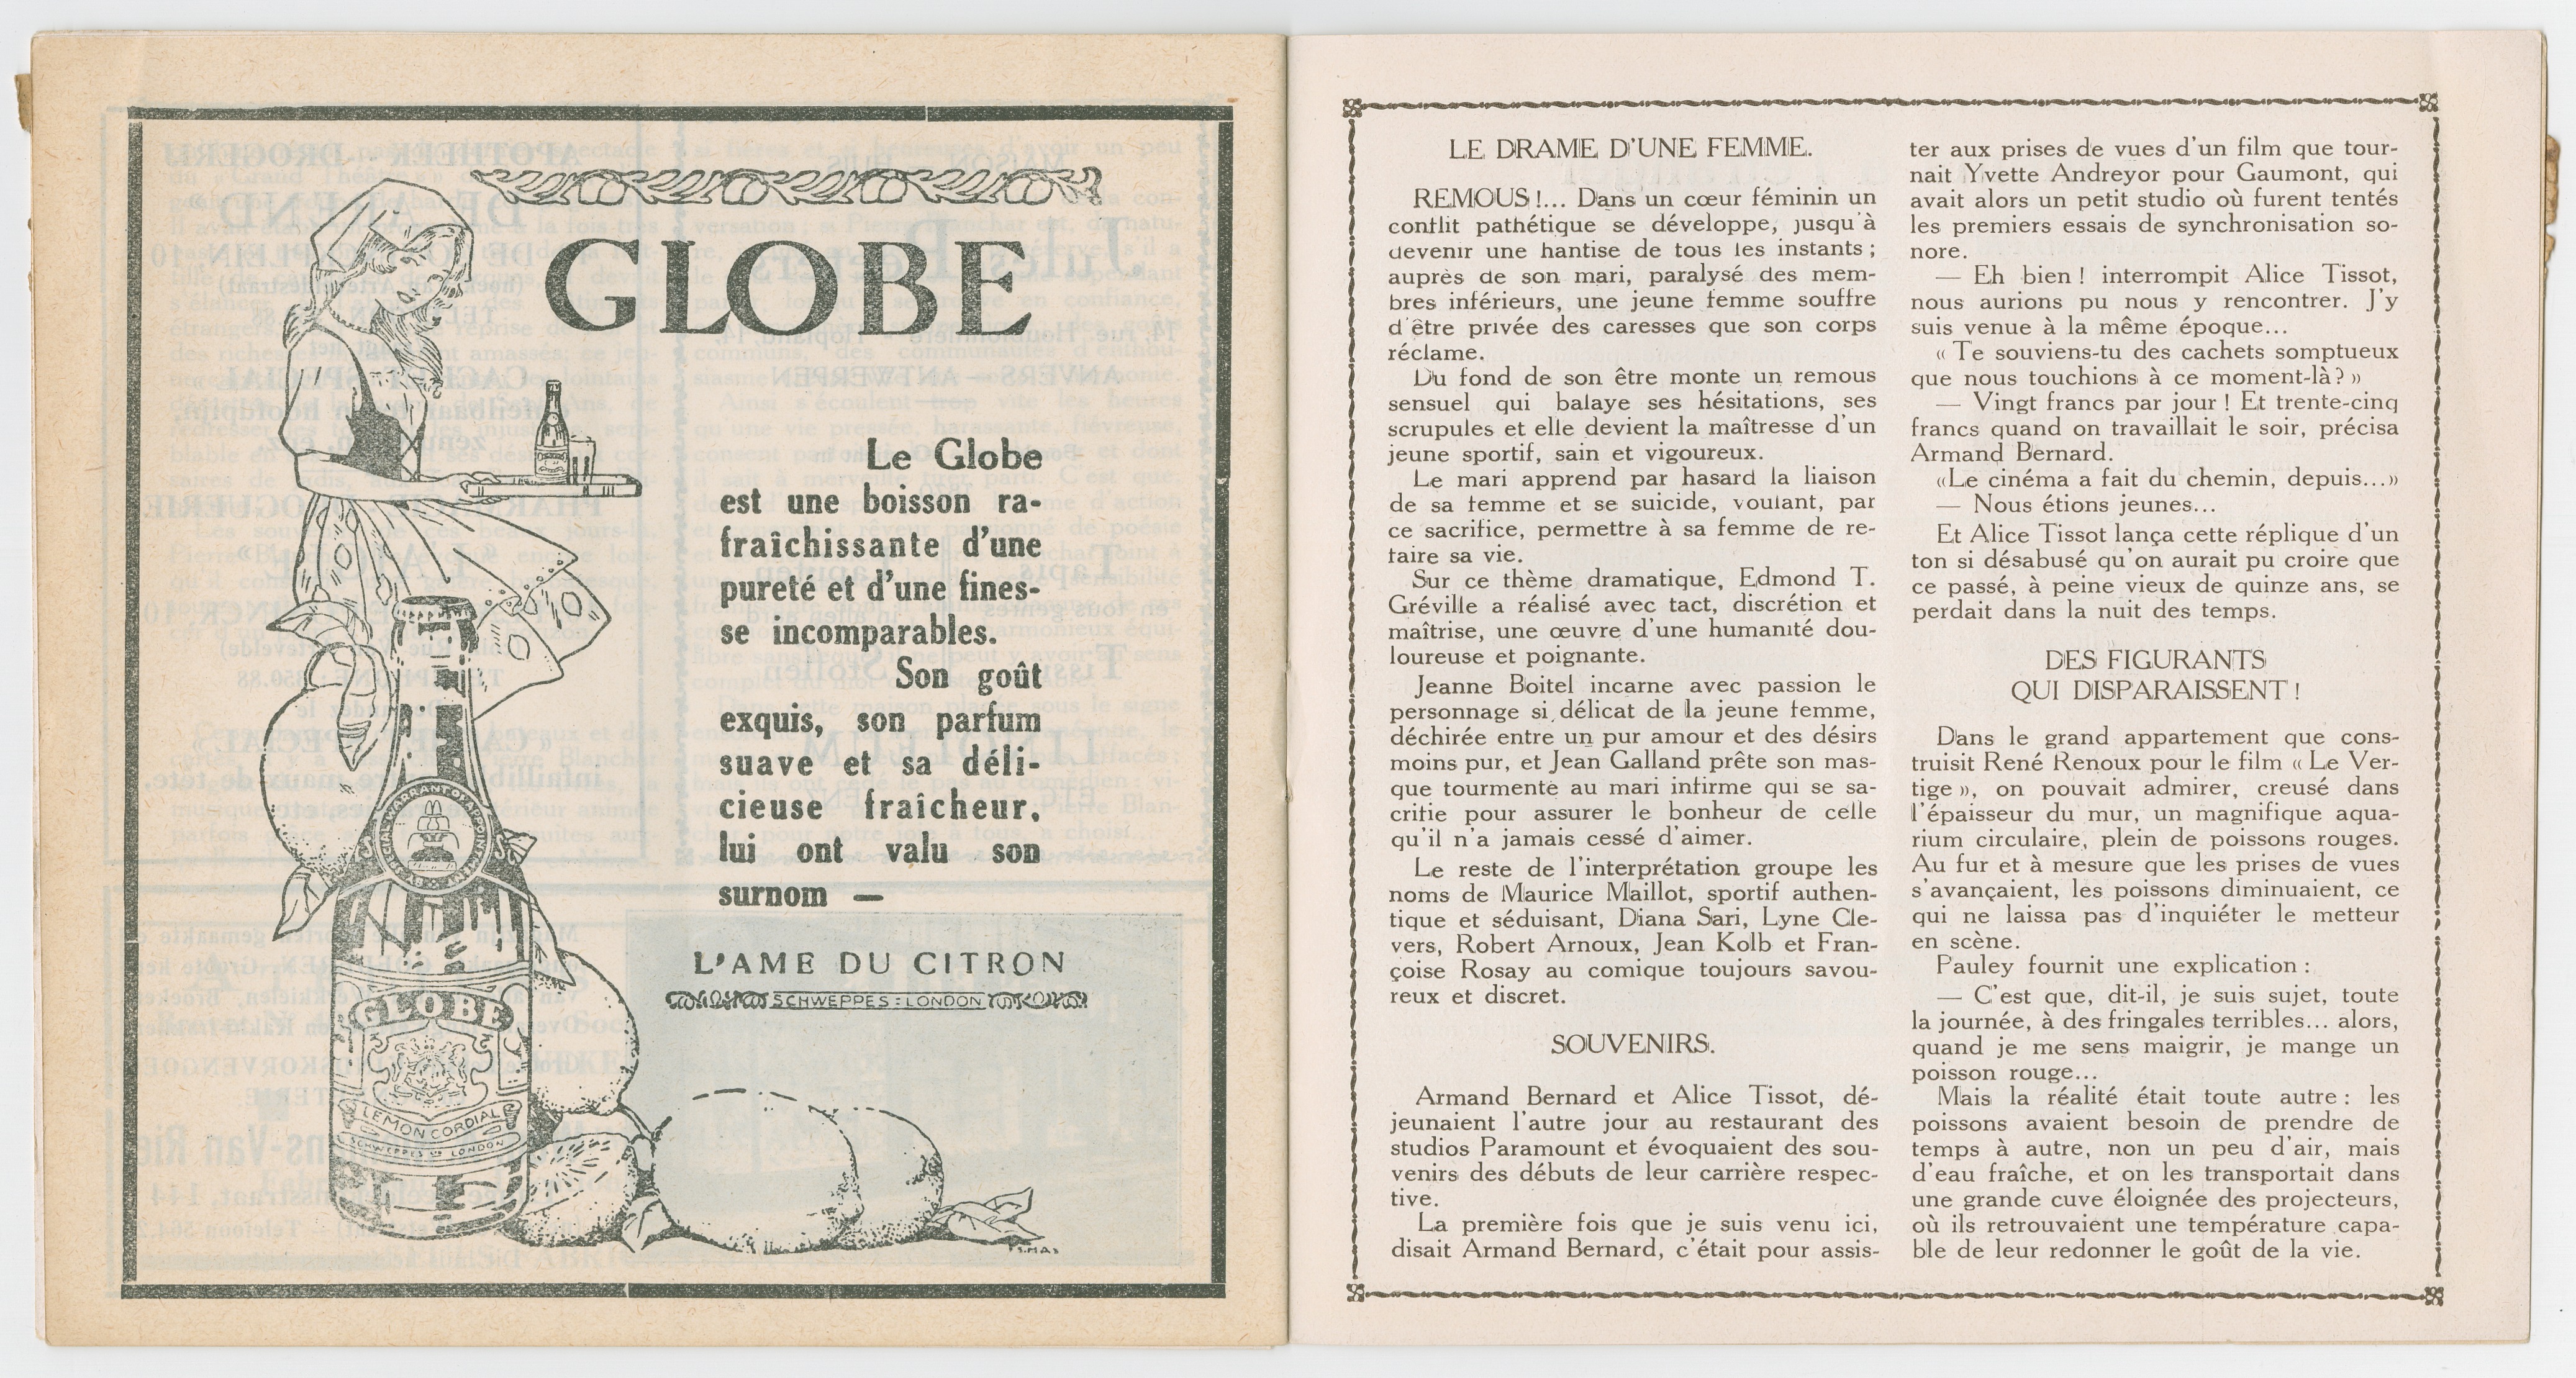 GLOBE
Le Globe
est une boisson ra-
fraîchissante d'une
pureté et d'une fines-
se incomparables.
Son goût
exquis, son parfum
suave et sa déli-
cieuse fraîcheur,
lui ont valu son
surnom —
L'AME DU CITRON
SCHWEPPES : LONDON
GLOBE
LEMON CORDIAL
SCHWEPPES LTD LONDON
LE DRAME D'UNE FEMME.
REMOUS !... Dans un cœur féminin un
conflit pathétique se développe, jusqu'à
devenir une hantise de tous les instants ;
auprès de son mari, paralysé des mem-
bres inférieurs, une jeune femme souffre
d'être privée des caresses que son corps
réclame.
Du fond de son être monte un remous
sensuel qui balaye ses hésitations, ses
scrupules et elle devient la maîtresse d'un
jeune sportif, sain et vigoureux.
Le mari apprend par hasard la liaison
de sa femme et se suicide, voulant, par
ce sacrifice, permettre à sa femme de re-
faire sa vie.
Sur ce thème dramatique, Edmond T.
Gréville a réalisé avec tact, discrétion et
maîtrise, une œuvre d'une humanité dou-
loureuse et poignante.
Jeanne Boitel incarne avec passion le
personnage si délicat de la jeune femme,
déchirée entre un pur amour et des désirs
moins pur, et Jean Galland prête son mas-
que tourmenté au mari infirme qui se sa-
crifie pour assurer le bonheur de celle
qu'il n'a jamais cessé d'aimer.
Le reste de l'interprétation groupe les
noms de Maurice Maillot, sportif authen-
tique et séduisant, Diana Sari, Lyne Cle-
vers, Robert Arnoux, Jean Kolb et Fran-
çoise Rosay au comique toujours savou-
reux et discret.
SOUVENIRS.
Armand Bernard et Alice Tissot, dé-
jeunaient l'autre jour au restaurant des
studios Paramount et évoquaient des sou-
venirs des débuts de leur carrière respec-
tive.
La première fois que je suis venu ici,
disait Armand Bernard, c'était pour assis-
ter aux prises de vues d'un film que tour-
nait Yvette Andreyor pour Gaumont, qui
avait alors un petit studio où furent tentés
les premiers essais de synchronisation so-
nore.
— Eh bien ! interrompit Alice Tissot,
nous aurions pu nous y rencontrer. J'y
suis venue à la même époque...
« Te souviens-tu des cachets somptueux
que nous touchions à ce moment-là ? »
— Vingt francs par jour ! Et trente-cinq
francs quand on travaillait le soir, précisa
Armand Bernard.
«Le cinéma a fait du chemin, depuis...»
— Nous étions jeunes...
Et Alice Tissot lança cette réplique d'un
ton si désabusé qu'on aurait pu croire que
ce passé, à peine vieux de quinze ans, se
perdait dans la nuit des temps.
DES FIGURANTS
QUI DISPARAISSENT !
Dans le grand appartement que cons-
truisit René Renoux pour le film « Le Ver-
tige », on pouvait admirer, creusé dans
l'épaisseur du mur, un magnifique aqua-
rium circulaire, plein de poissons rouges.
Au fur et à mesure que les prises de vues
s'avançaient, les poissons diminuaient, ce
qui ne laissa pas d'inquiéter le metteur
en scène.
Pauley fournit une explication :
— C'est que, dit-il, je suis sujet, toute
la journée, à des fringales terribles... alors,
quand je me sens maigrir, je mange un
poisson rouge...
Mais la réalité était toute autre : les
poissons avaient besoin de prendre de
temps à autre, non un peu d'air, mais
d'eau fraîche, et on les transportait dans
une grande cuve éloignée des projecteurs,
où ils retrouvaient une température capa-
ble de leur redonner le goût de la vie.